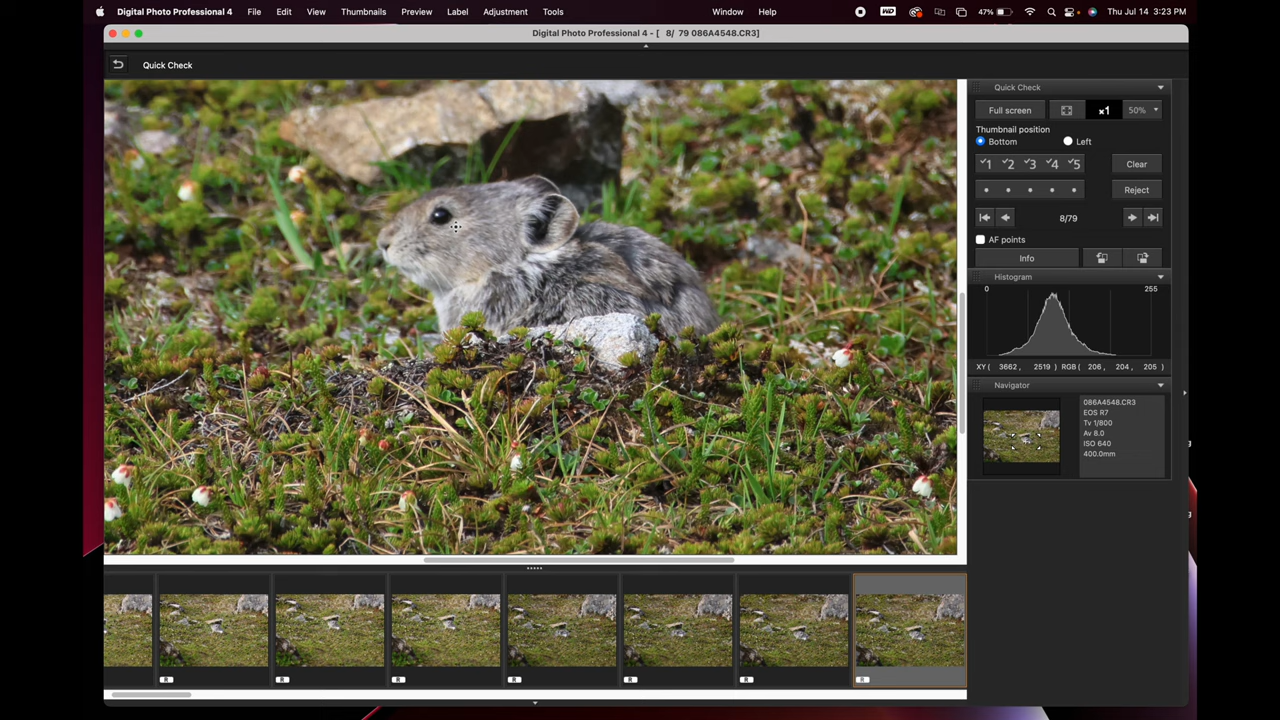 Digital Photo Professional 4 File Edit View Thumbnails Preview Label Adjustment Tools Window Help WD 47% Thu Jul 14 3:23 PM
Digital Photo Professional 4 - [ 8/ 79 086A4548.CR3]
Quick Check
Quick Check
Full screen x1 50%
Thumbnail position
Bottom Left
1 2 3 4 5 Clear
Reject
8/79
AF points
Info
Histogram
0 255
XY( 3662, 2519 ) RGB( 206, 204, 205 )
Navigator
086A4548.CR3
EOS R7
Tv 1/800
Av 8.0
ISO 640
400.0mm
R R R R R R R